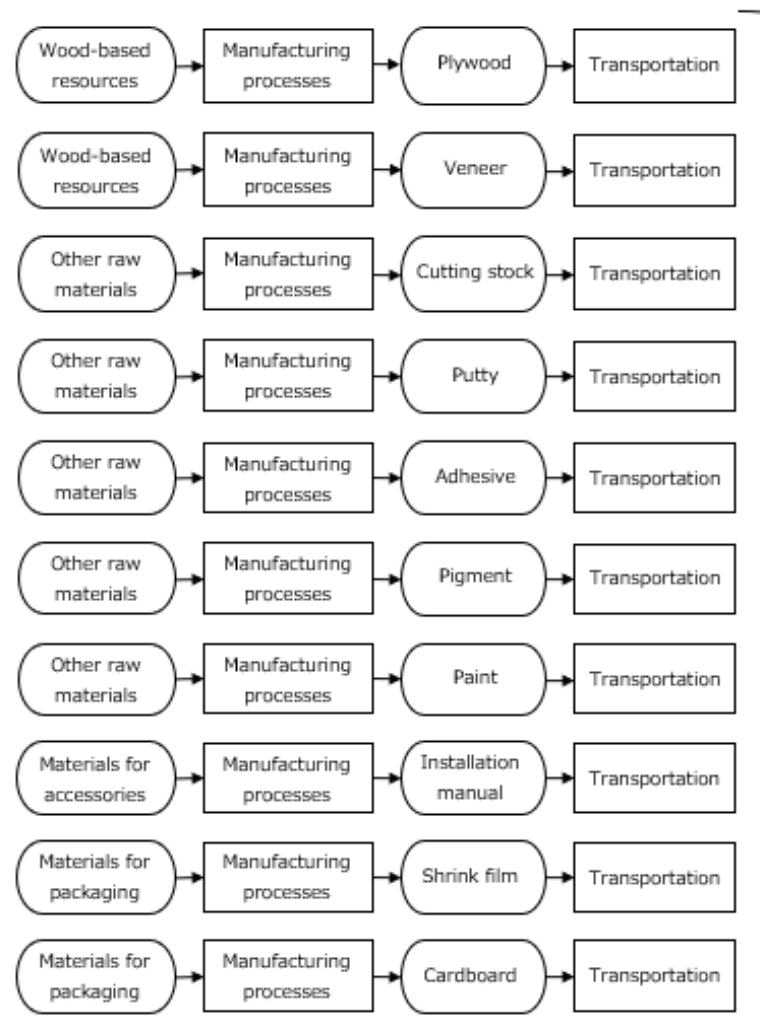 Wood-based
resources
Manufacturing
processes
Plywood
Transportation
Wood-based
resources
Manufacturing
processes
Veneer
Transportation
Other raw
materials
Manufacturing
processes
Cutting stock
Transportation
Other raw
materials
Manufacturing
processes
Putty
Transportation
Other raw
materials
Manufacturing
processes
Adhesive
Transportation
Other raw
materials
Manufacturing
processes
Pigment
Transportation
Other raw
materials
Manufacturing
processes
Paint
Transportation
Materials for
accessories
Manufacturing
processes
Installation
manual
Transportation
Materials for
packaging
Manufacturing
processes
Shrink film
Transportation
Materials for
packaging
Manufacturing
processes
Cardboard
Transportation